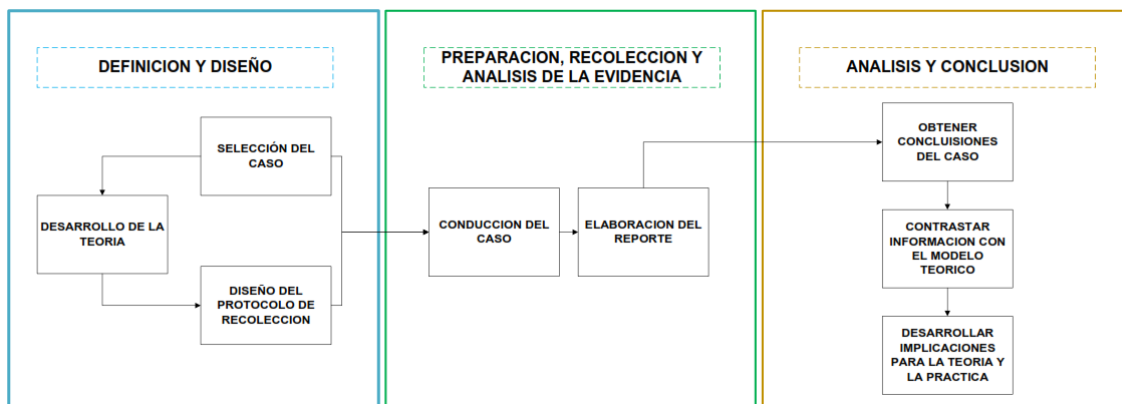 DEFINICION Y DISEÑO
SELECCIÓN DEL
CASO
DESARROLLO DE LA
TEORIA
DISEÑO DEL
PROTOCOLO DE
RECOLECCION
PREPARACION, RECOLECCION Y
ANALISIS DE LA EVIDENCIA
CONDUCCION DEL
CASO
ELABORACION DEL
REPORTE
ANALISIS Y CONCLUSION
OBTENER
CONCLUISIONES
DEL CASO
CONTRASTAR
INFORMACION CON
EL MODELO
TEORICO
DESARROLLAR
IMPLICACIONES
PARA LA TEORIA Y
LA PRACTICA